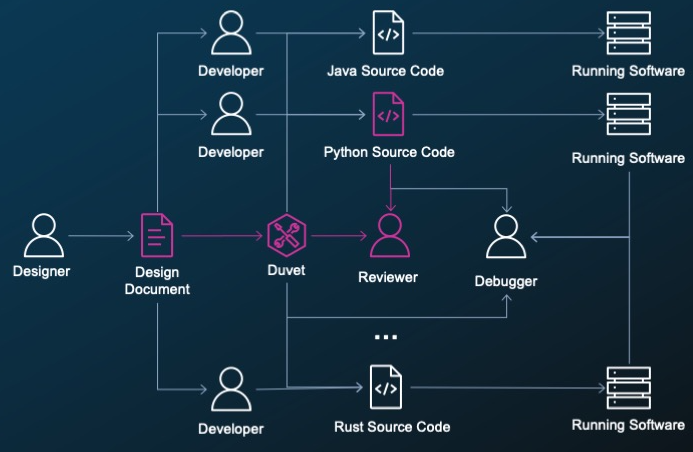 Developer
Java Source Code
Running Software
Developer
Python Source Code
Running Software
Designer
Design
Document
Duvet
Reviewer
Debugger
...
Developer
Rust Source Code
Running Software